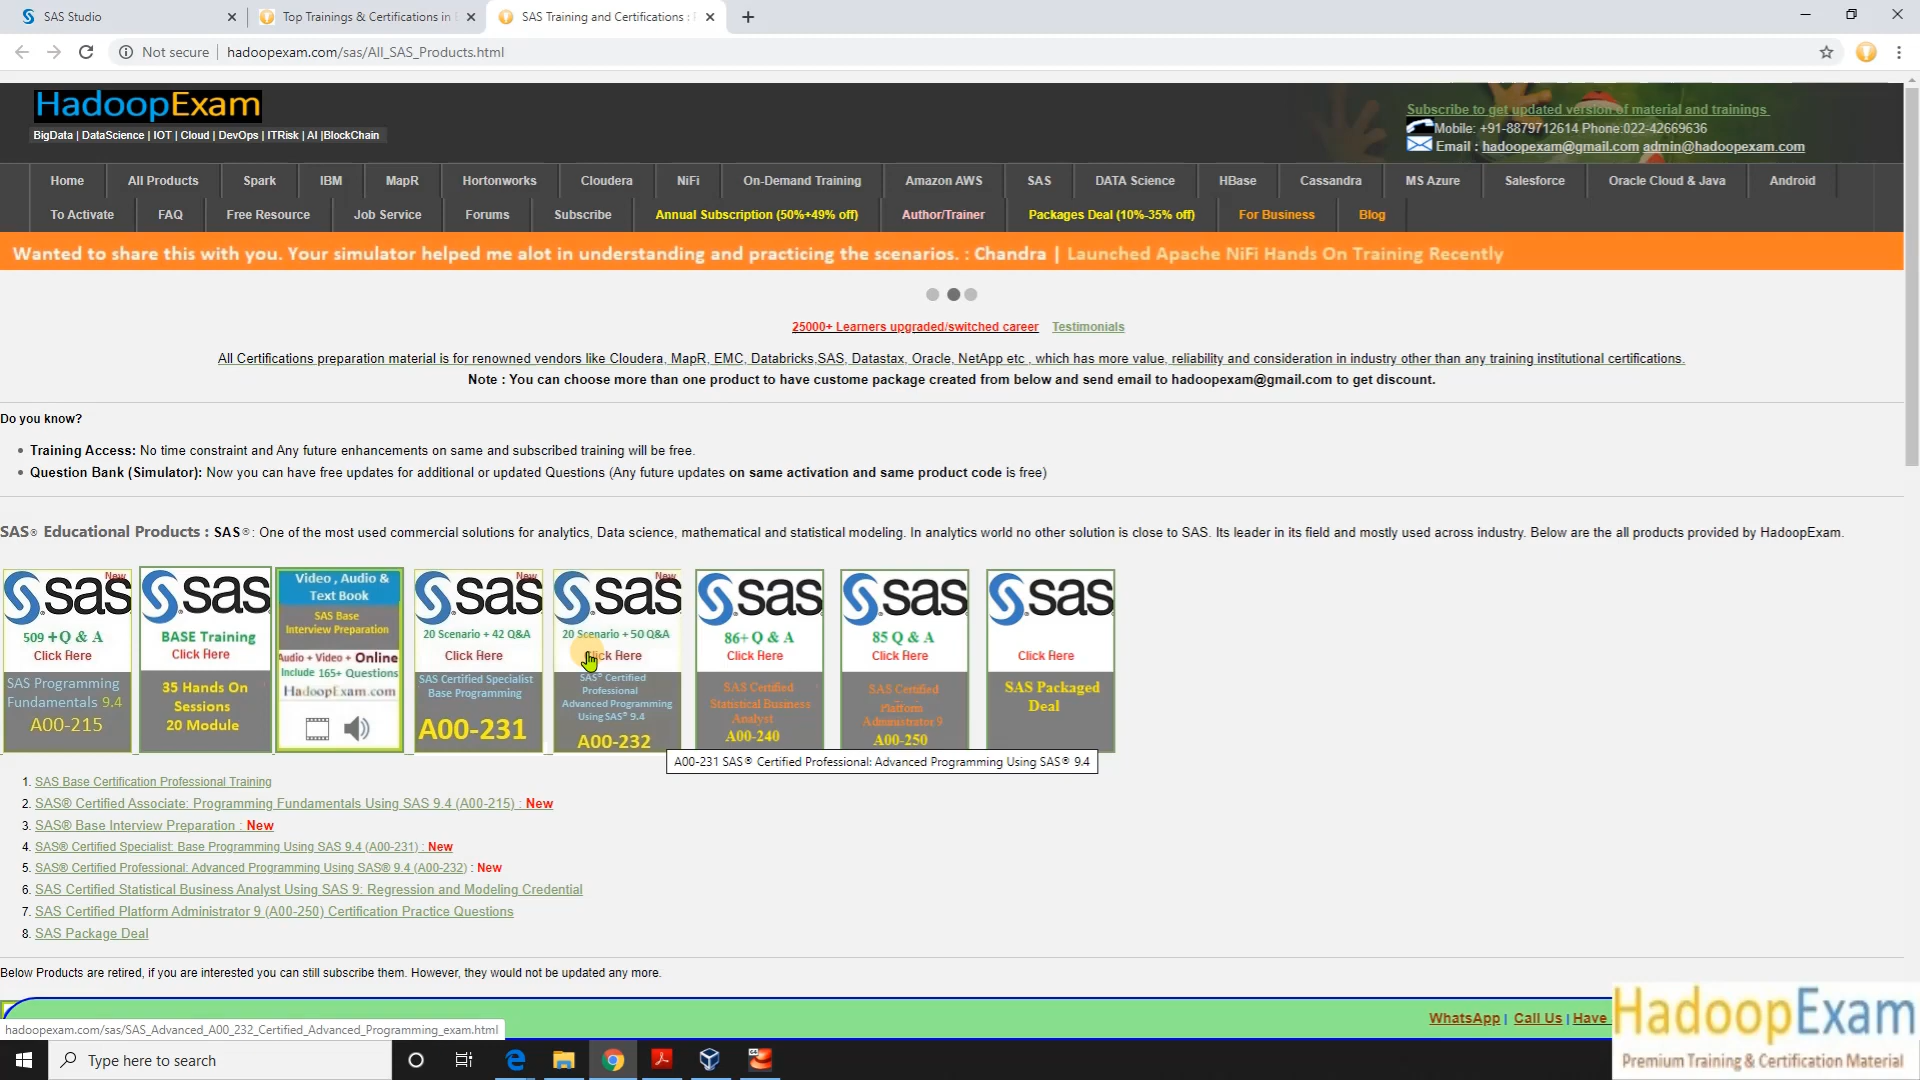 SAS Studio
Top Trainings & Certifications in
SAS Training and Certifications :
Not secure
hadoopexam.com/sas/All_SAS_Products.html
HadoopExam
BigData | DataScience | IOT | Cloud | DevOps | ITRisk | AI |BlockChain
Subscribe to get updated version of material and trainings
Mobile: +91-8879712614 Phone:022-42669636
Email : hadoopexam@gmail.com admin@hadoopexam.com
Home
All Products
Spark
IBM
MapR
Hortonworks
Cloudera
NiFi
On-Demand Training
Amazon AWS
SAS
DATA Science
HBase
Cassandra
MS Azure
Salesforce
Oracle Cloud & Java
Android
To Activate
FAQ
Free Resource
Job Service
Forums
Subscribe
Annual Subscription (50%+49% off)
Author/Trainer
Packages Deal (10%-35% off)
For Business
Blog
Wanted to share this with you. Your simulator helped me alot in understanding and practicing the scenarios. : Chandra | Launched Apache NiFi Hands On Training Recently
25000+ Learners upgraded/switched career Testimonials
All Certifications preparation material is for renowned vendors like Cloudera, MapR, EMC, Databricks,SAS, Datastax, Oracle, NetApp etc , which has more value, reliability and consideration in industry other than any training institutional certifications.
Note : You can choose more than one product to have custome package created from below and send email to hadoopexam@gmail.com to get discount.
Do you know?
Training Access: No time constraint and Any future enhancements on same and subscribed training will be free.
Question Bank (Simulator): Now you can have free updates for additional or updated Questions (Any future updates on same activation and same product code is free)
SAS® Educational Products : SAS®: One of the most used commercial solutions for analytics, Data science, mathematical and statistical modeling. In analytics world no other solution is close to SAS. Its leader in its field and mostly used across industry. Below are the all products provided by HadoopExam.
New
sas
509 +Q & A
Click Here
SAS Programming
Fundamentals 9.4
A00-215
sas
BASE Training
Click Here
35 Hands On
Sessions
20 Module
Video , Audio &
Text Book
SAS Base
Interview Preparation
Audio + Video + Online
Include 165+ Questions
HadoopExam.com
New
sas
20 Scenario + 42 Q&A
Click Here
SAS Certified Specialist
Base Programming
A00-231
New
sas
20 Scenario + 50 Q&A
Click Here
SAS® Certified
Professional
Advanced Programming
Using SAS® 9.4
A00-232
sas
86+ Q & A
Click Here
SAS Certified
Statistical Business
Analyst
A00-240
sas
85 Q & A
Click Here
SAS Certified
Platform
Administrator 9
A00-250
sas
Click Here
SAS Packaged
Deal
A00-231 SAS® Certified Professional: Advanced Programming Using SAS® 9.4
1. SAS Base Certification Professional Training
2. SAS® Certified Associate: Programming Fundamentals Using SAS 9.4 (A00-215) : New
3. SAS® Base Interview Preparation : New
4. SAS® Certified Specialist: Base Programming Using SAS 9.4 (A00-231) : New
5. SAS® Certified Professional: Advanced Programming Using SAS® 9.4 (A00-232) : New
6. SAS Certified Statistical Business Analyst Using SAS 9: Regression and Modeling Credential
7. SAS Certified Platform Administrator 9 (A00-250) Certification Practice Questions
8. SAS Package Deal
Below Products are retired, if you are interested you can still subscribe them. However, they would not be updated any more.
WhatsApp | Call Us | Have
hadoopexam.com/sas/SAS_Advanced_A00_232_Certified_Advanced_Programming_exam.html
HadoopExam
Premium Training & Certification Material
Type here to search